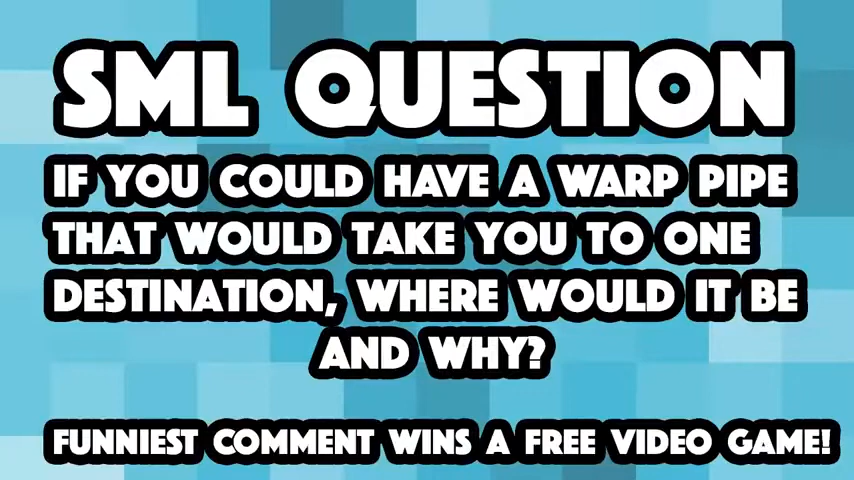 SML QUESTION
IF YOU COULD HAVE A WARP PIPE
THAT WOULD TAKE YOU TO ONE
DESTINATION, WHERE WOULD IT BE
AND WHY?
FUNNIEST COMMENT WINS A FREE VIDEO GAME!